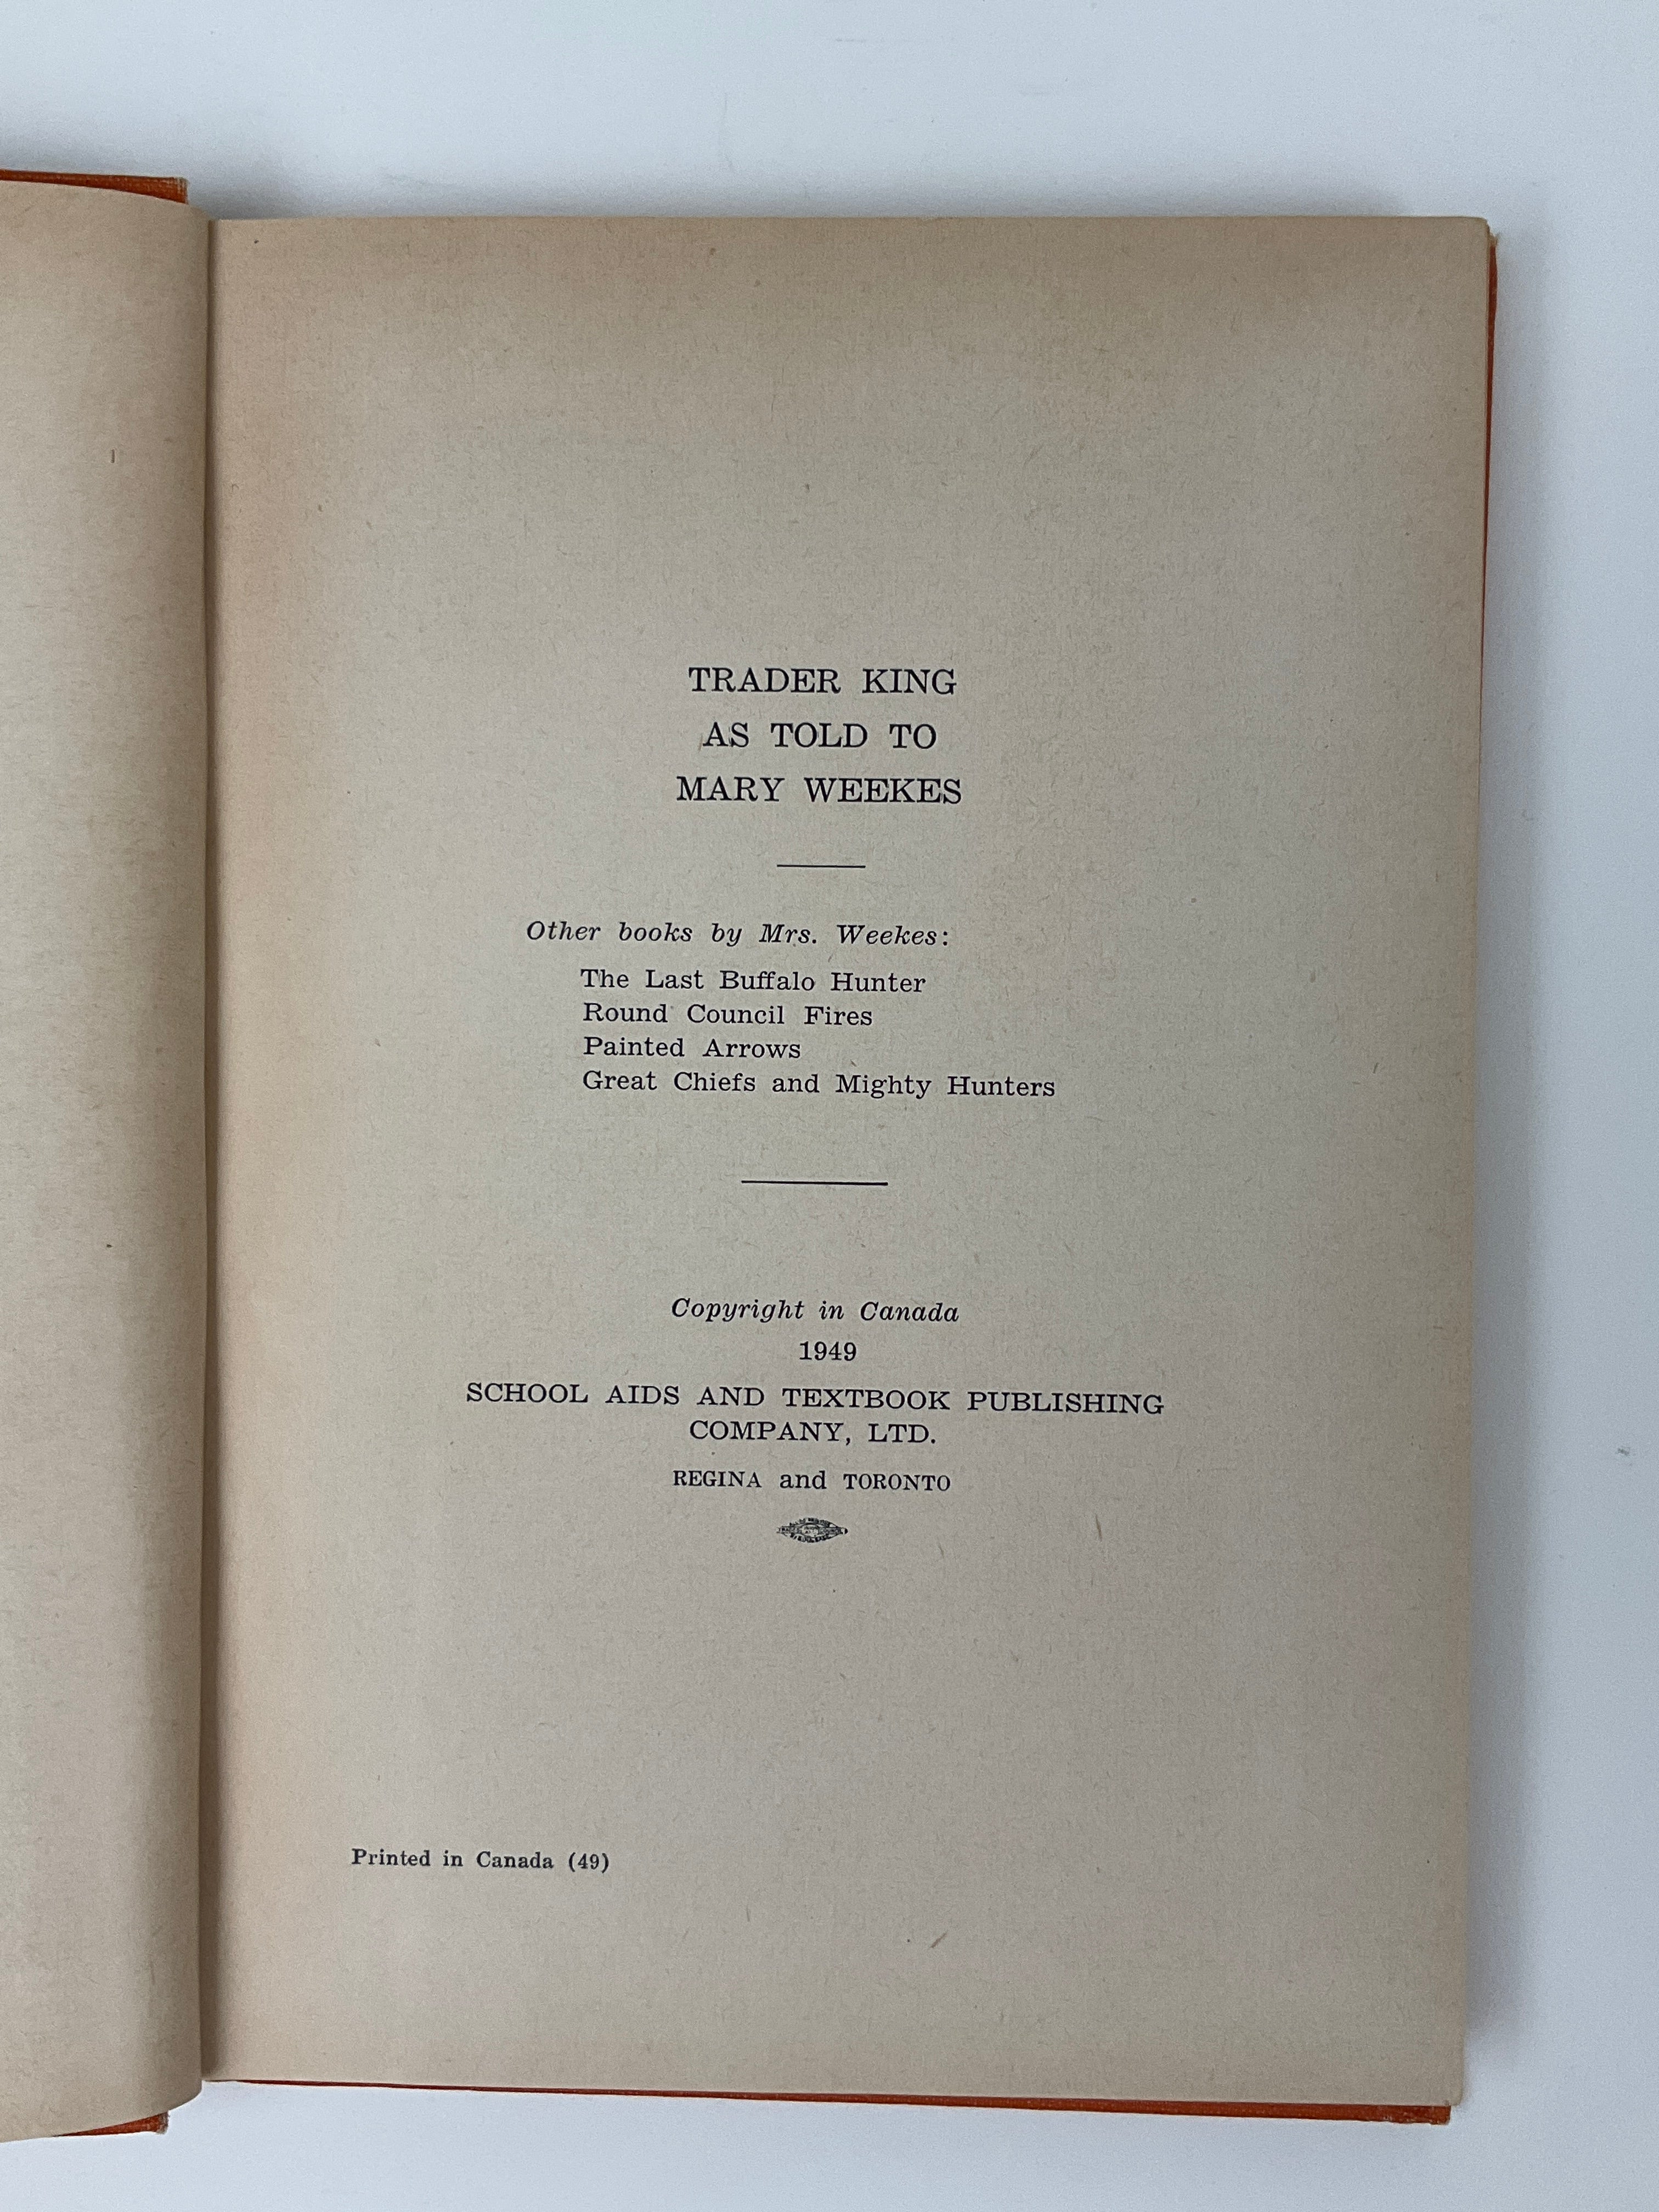 TRADER KING
AS TOLD TO
MARY WEEKES
Other books by Mrs. Weekes:
The Last Buffalo Hunter
Round Council Fires
Painted Arrows
Great Chiefs and Mighty Hunters
Copyright in Canada
1949
SCHOOL AIDS AND TEXTBOOK PUBLISHING
COMPANY, LTD.
REGINA and TORONTO
Printed in Canada (49)